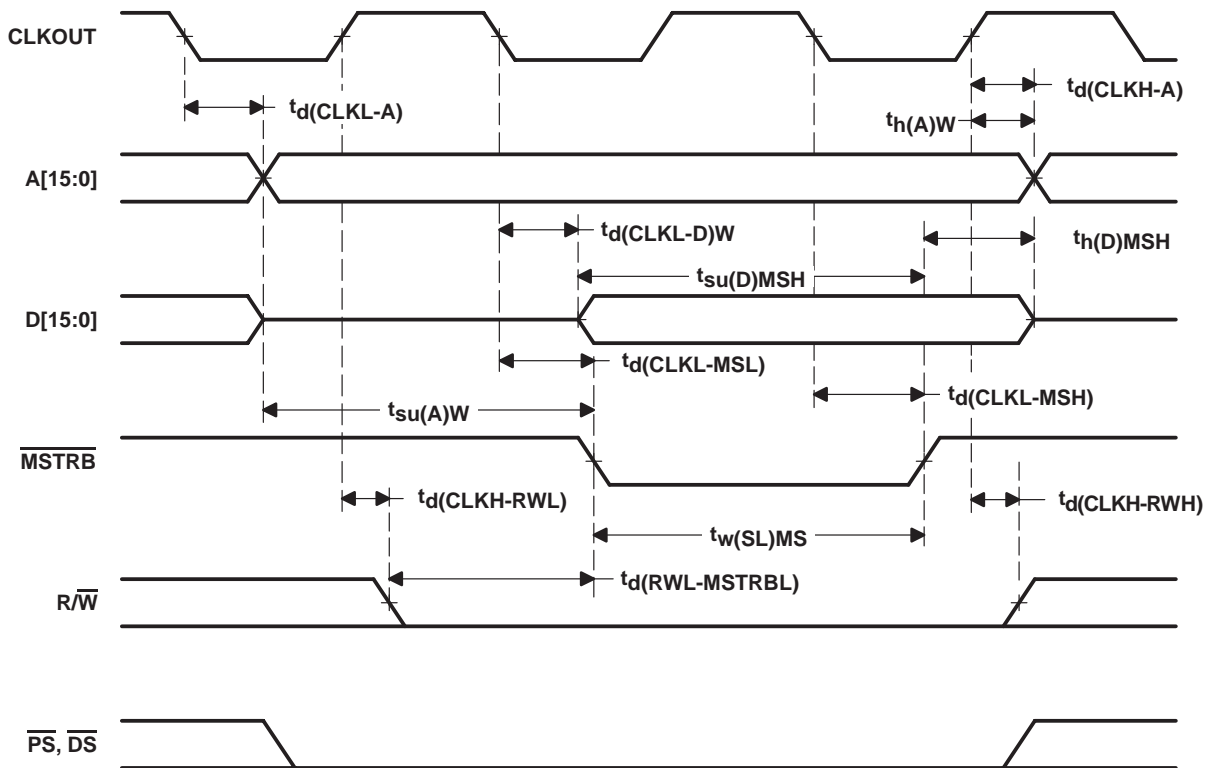 CLKOUT
td(CLKL-A)
td(CLKH-A)
th(A)W
A[15:0]
td(CLKL-D)W
th(D)MSH
tsu(D)MSH
D[15:0]
td(CLKL-MSL)
td(CLKL-MSH)
tsu(A)W
MSTRB
td(CLKH-RWL)
td(CLKH-RWH)
tw(SL)MS
td(RWL-MSTRBL)
R/W
PS, DS